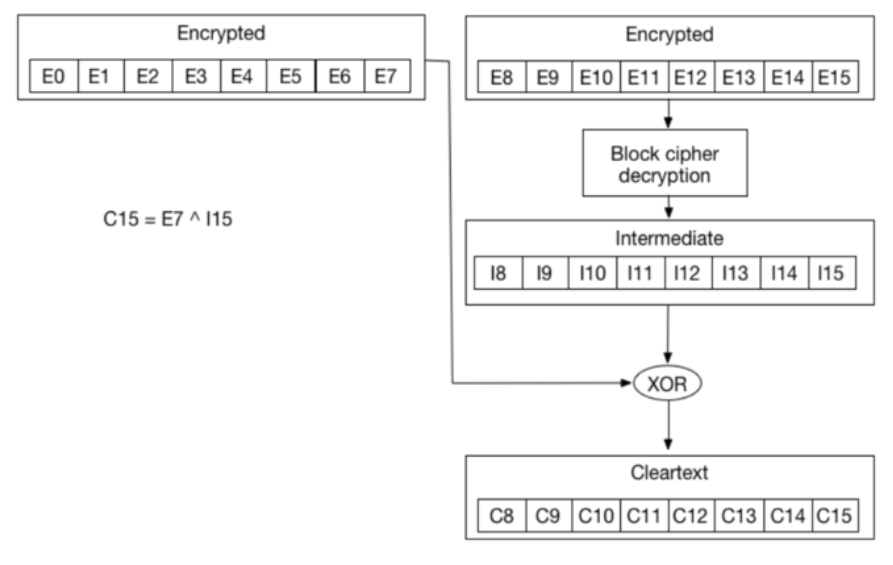 Encrypted
E0 E1 E2 E3 E4 E5 E6 E7
Encrypted
E8 E9 E10 E11 E12 E13 E14 E15
Block cipher
decryption
C15 = E7 ^ I15
Intermediate
I8 I9 I10 I11 I12 I13 I14 I15
XOR
Cleartext
C8 C9 C10 C11 C12 C13 C14 C15